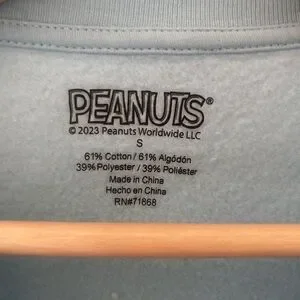 PEANUTS®
© 2023 Peanuts Worldwide LLC
S
61% Cotton / 61% Algodón
39% Polyester / 39% Poliéster
Made in China
Hecho en China
RN#71868